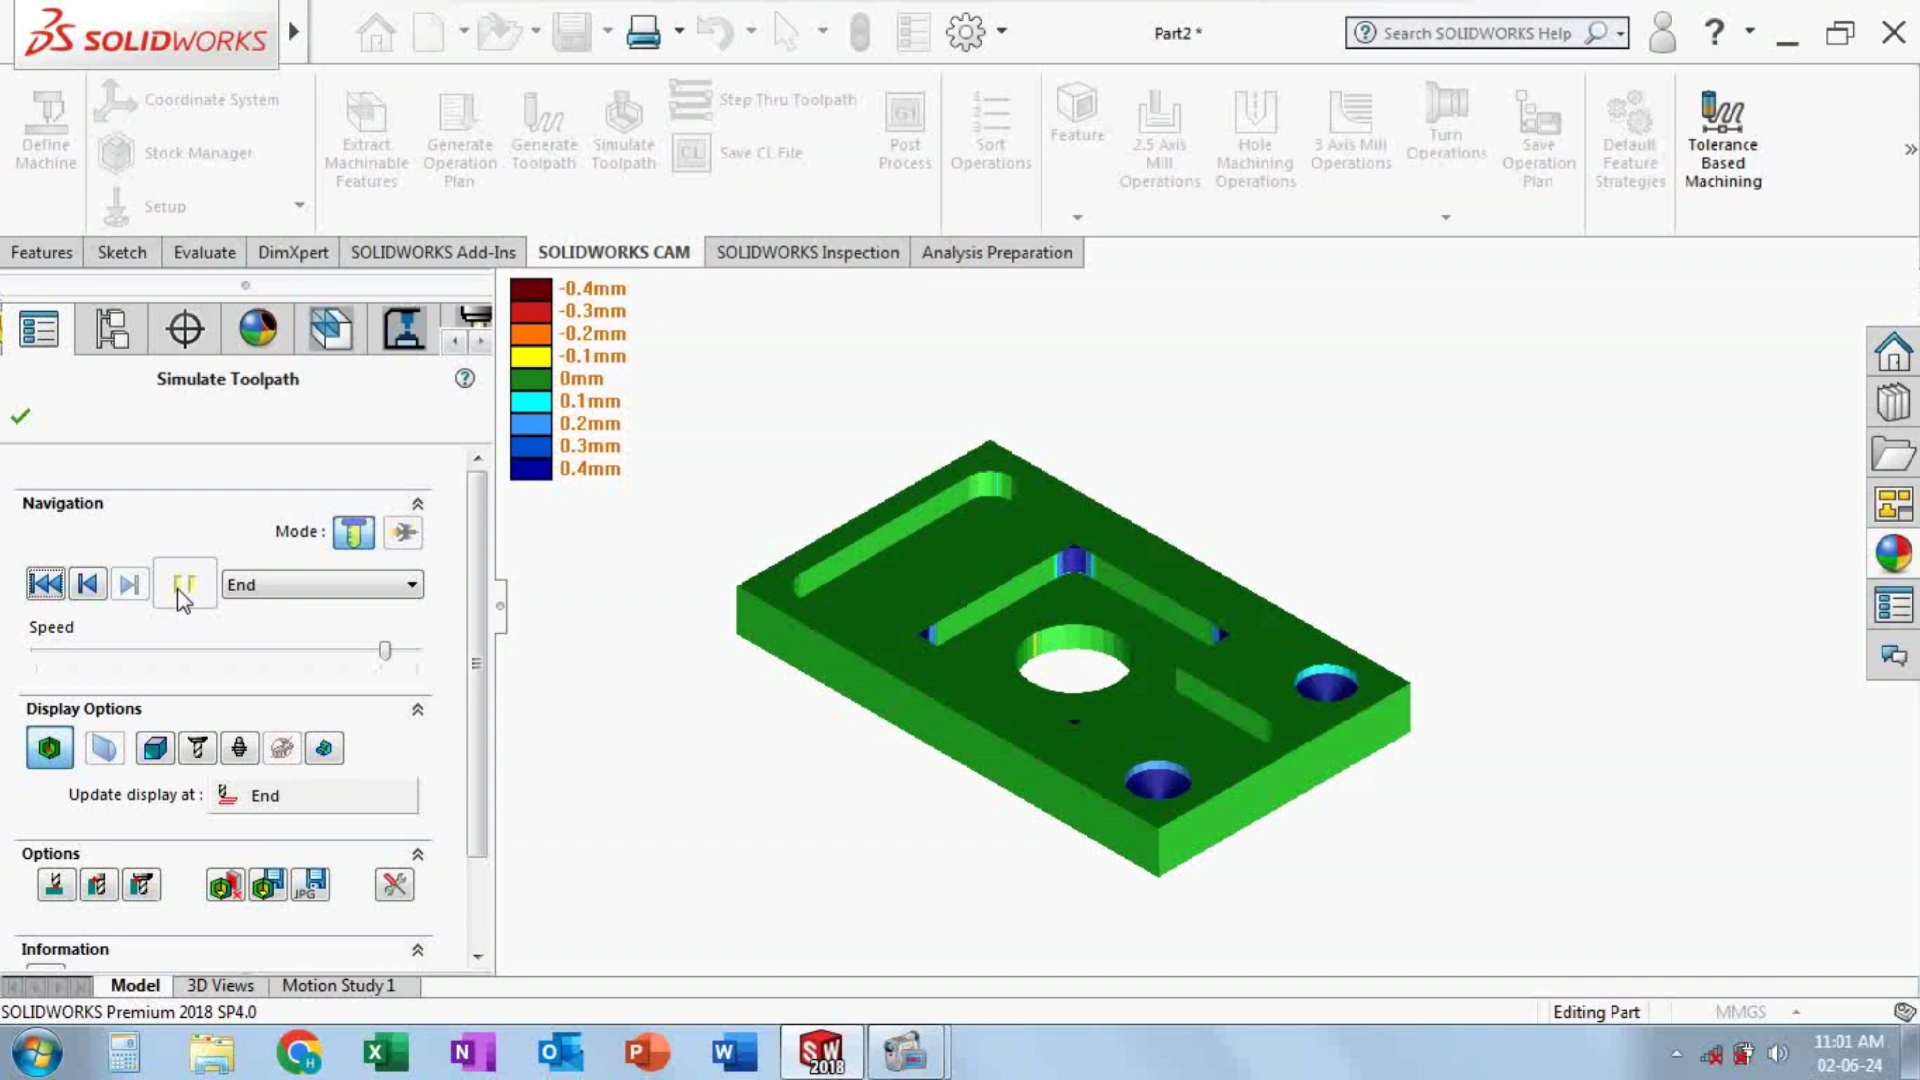 SOLIDWORKS
Part2 *
Search SOLIDWORKS Help
Define
Machine
Coordinate System
Stock Manager
Setup
Extract
Machinable
Features
Generate
Operation
Plan
Generate
Toolpath
Simulate
Toolpath
Step Thru Toolpath
CL
Save CL File
G1
Post
Process
Sort
Operations
Feature
2.5 Axis
Mill
Operations
Hole
Machining
Operations
3 Axis Mill
Operations
Turn
Operations
Save
Operation
Plan
Default
Feature
Strategies
Tolerance
Based
Machining
Features
Sketch
Evaluate
DimXpert
SOLIDWORKS Add-Ins
SOLIDWORKS CAM
SOLIDWORKS Inspection
Analysis Preparation
-0.4mm
-0.3mm
-0.2mm
-0.1mm
0mm
0.1mm
0.2mm
0.3mm
0.4mm
Simulate Toolpath
Navigation
Mode :
End
Speed
Display Options
Update display at :
End
Options
JPG
Information
Model
3D Views
Motion Study 1
SOLIDWORKS Premium 2018 SP4.0
Editing Part
MMGS
SW
2018
11:01 AM
02-06-24